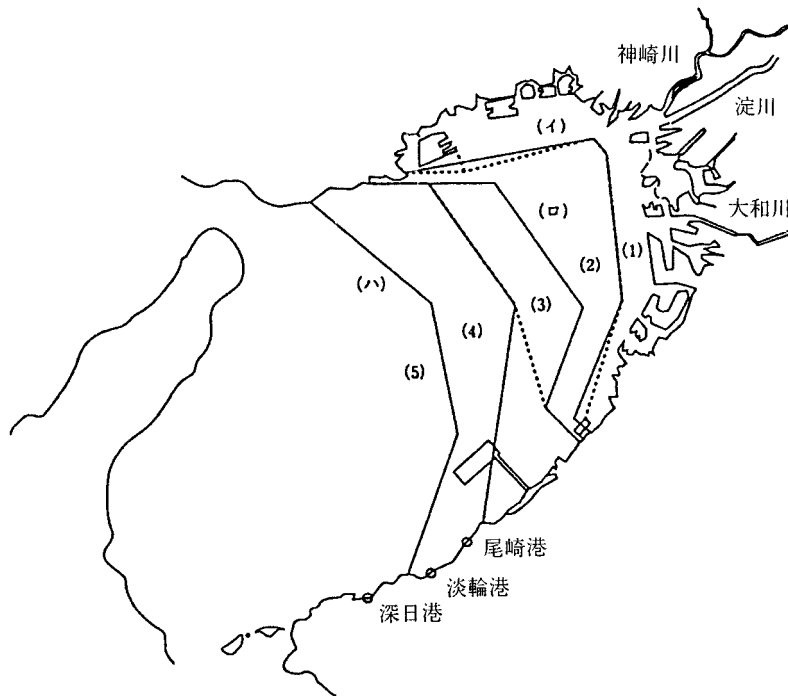 神崎川
淀川
(イ)
大和川
(ロ)
(1)
(2)
(ハ)
(3)
(4)
(5)
尾崎港
淡輪港
深日港